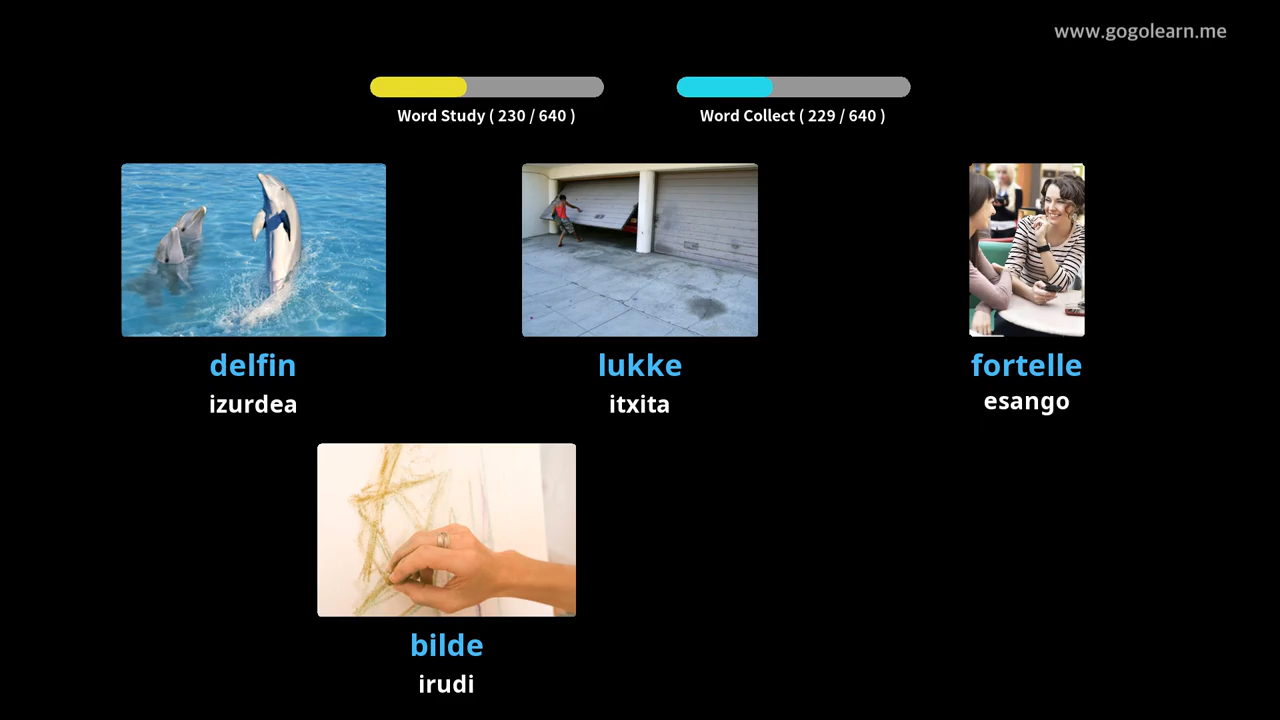 www.gogolearn.me
Word Study ( 230 / 640 )
Word Collect ( 229 / 640 )
delfin
izurdea
lukke
itxita
fortelle
esango
bilde
irudi